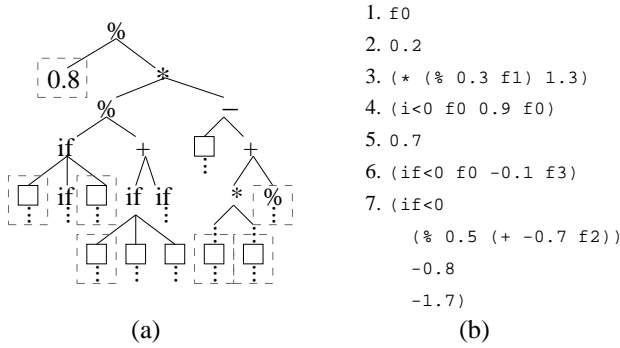 %
0.8
*
%
−
if
+
+
if
if
if
*
%
(a)
1. f0
2. 0.2
3. (* (% 0.3 f1) 1.3)
4. (i<0 f0 0.9 f0)
5. 0.7
6. (if<0 f0 -0.1 f3)
7. (if<0
(% 0.5 (+ -0.7 f2))
-0.8
-1.7)
(b)